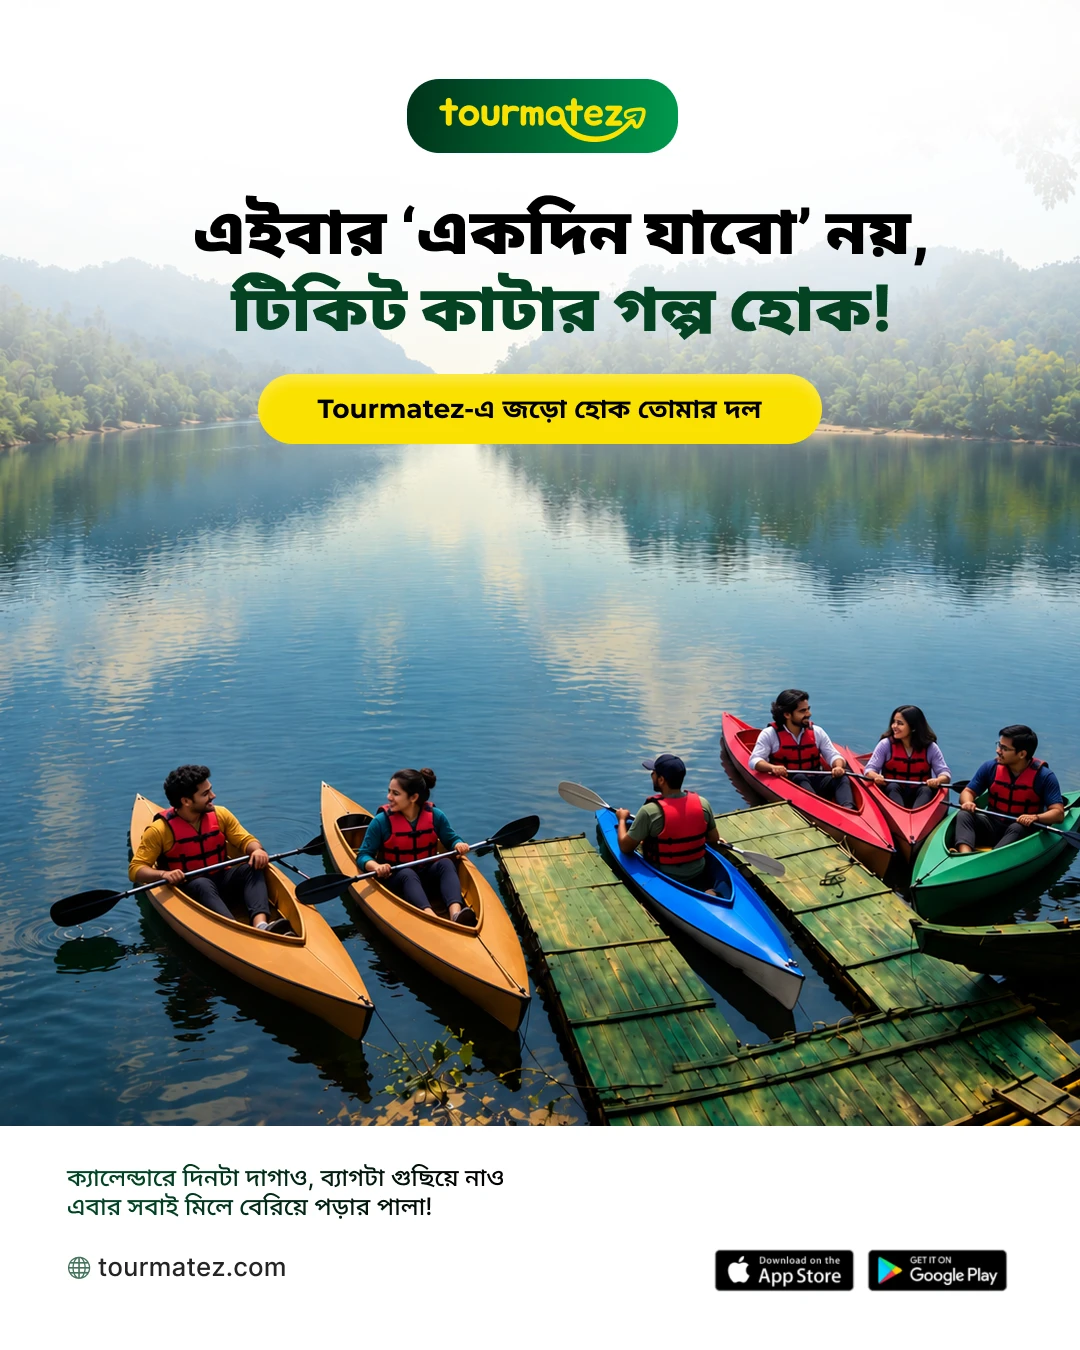 tourmatez
এইবার ‘একদিন যাবো’ নয়,
টিকিট কাটার গল্প হোক!
Tourmatez-এ জড়ো হোক তোমার দল
ক্যালেন্ডারে দিনটা দাগাও, ব্যাগটা গুছিয়ে নাও
এবার সবাই মিলে বেরিয়ে পড়ার পালা!
tourmatez.com
Download on the
App Store
GET IT ON
Google Play